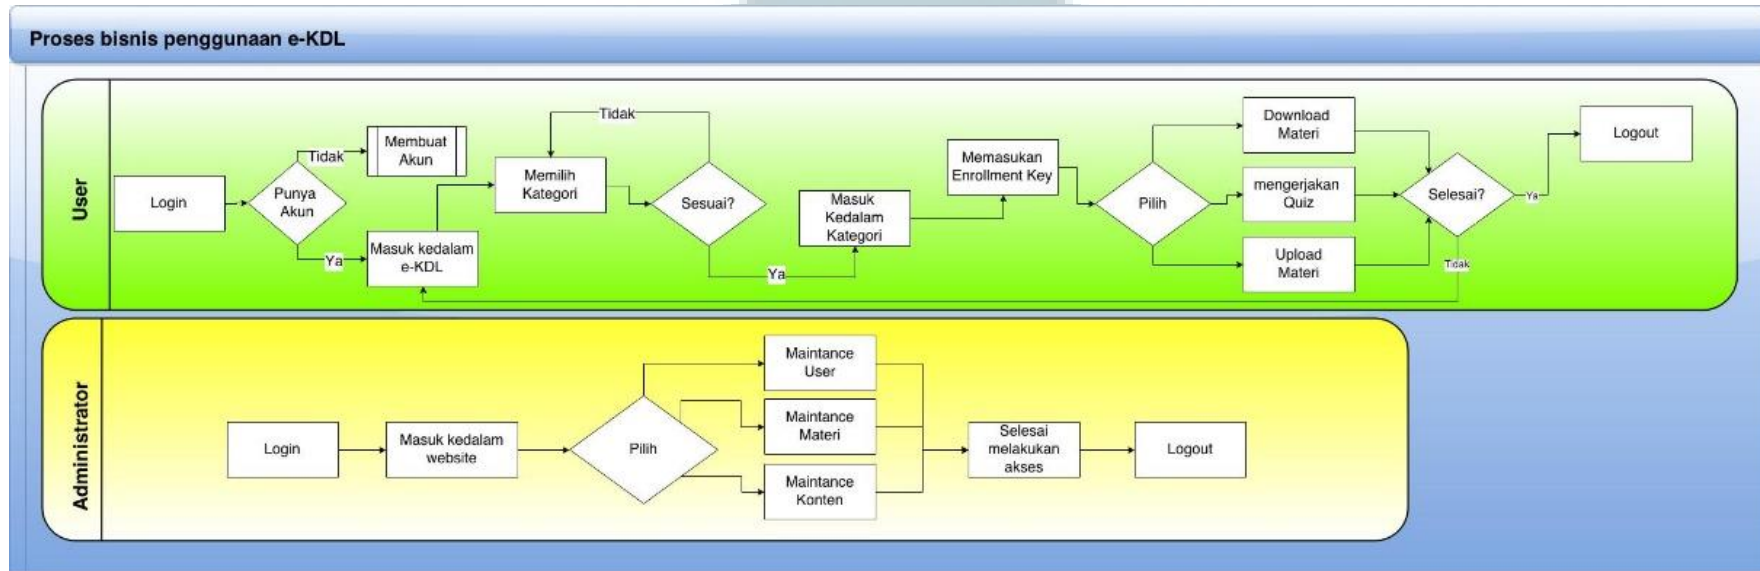 Proses bisnis penggunaan e-KDL
User
Login
Punya
Akun
Tidak
Membuat
Akun
Ya
Masuk kedalam
e-KDL
Memilih
Kategori
Tidak
Sesuai?
Ya
Masuk
Kedalam
Kategori
Memasukan
Enrollment Key
Pilih
Download
Materi
mengerjakan
Quiz
Upload
Materi
Selesai?
Ya
Tidak
Logout
Administrator
Login
Masuk kedalam
website
Pilih
Maintance
User
Maintance
Materi
Maintance
Konten
Selesai
melakukan
akses
Logout